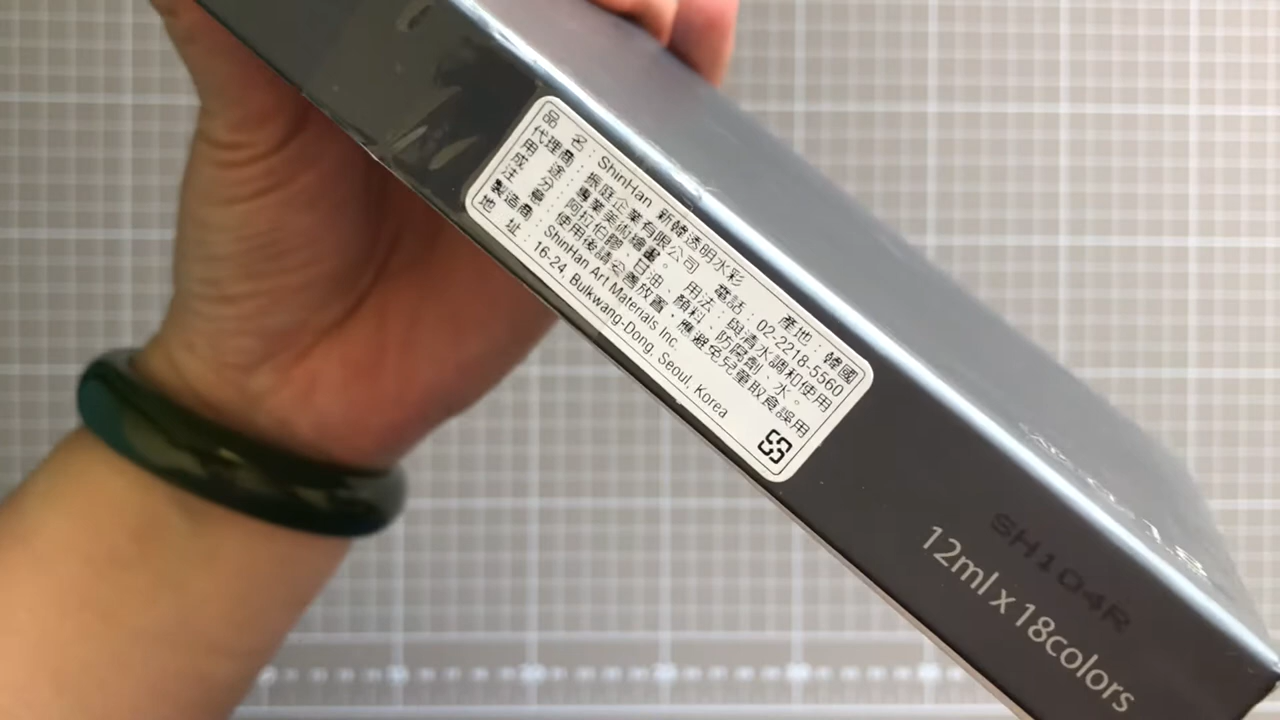 品　名：ShinHan 新韓透明水彩　產地：韓國
代理商：振庭企業有限公司　電話：02-2218-5560
用　途：專業美術繪畫。　用法：與清水調和使用
成　分：阿拉伯膠、甘油、顏料、防腐劑、水。
注　意：使用後請妥善放置，應避免兒童取食誤用
製造商：ShinHan Art Materials Inc.
地　址：16-24, Bulkwang-Dong, Seoul, Korea
SH104R
12ml x 18colors